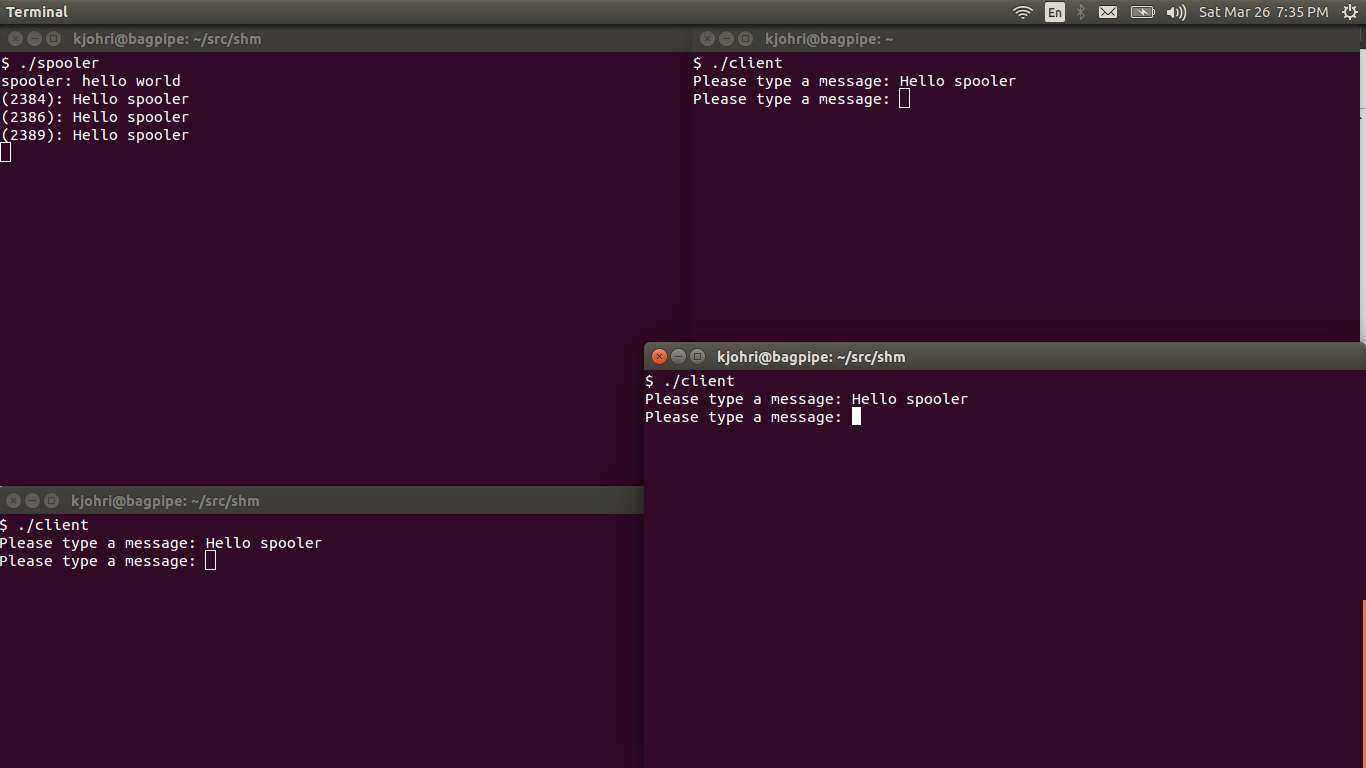 Terminal
En
Sat Mar 26 7:35 PM
kjohri@bagpipe: ~/src/shm
$ ./spooler
spooler: hello world
(2384): Hello spooler
(2386): Hello spooler
(2389): Hello spooler
kjohri@bagpipe: ~
$ ./client
Please type a message: Hello spooler
Please type a message:
kjohri@bagpipe: ~/src/shm
$ ./client
Please type a message: Hello spooler
Please type a message:
kjohri@bagpipe: ~/src/shm
$ ./client
Please type a message: Hello spooler
Please type a message: